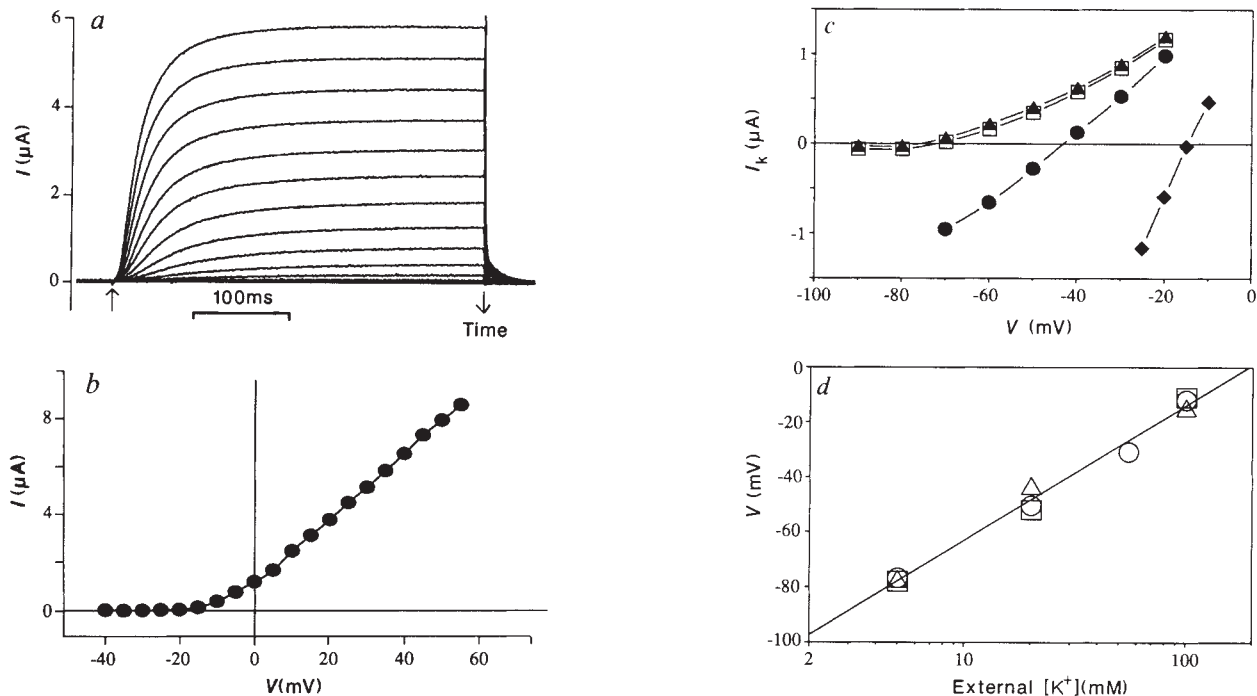 a
6
4
2
0
I (μA)
100ms
Time
b
8
4
0
I (μA)
-40 -20 0 20 40 60
V(mV)
c
1
0
-1
I_k (μA)
-100 -80 -60 -40 -20 0
V (mV)
d
0
-20
-40
-60
-80
-100
V (mV)
2 10 100
External [K⁺](mM)